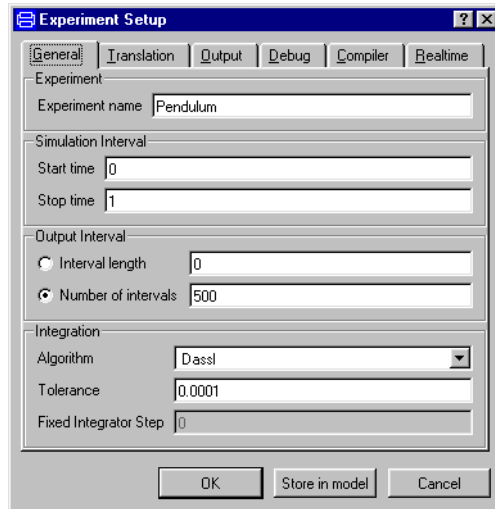 Experiment Setup
General Translation Output Debug Compiler Realtime
Experiment
Experiment name Pendulum
Simulation Interval
Start time 0
Stop time 1
Output Interval
Interval length 0
Number of intervals 500
Integration
Algorithm Dassl
Tolerance 0.0001
Fixed Integrator Step 0
OK Store in model Cancel